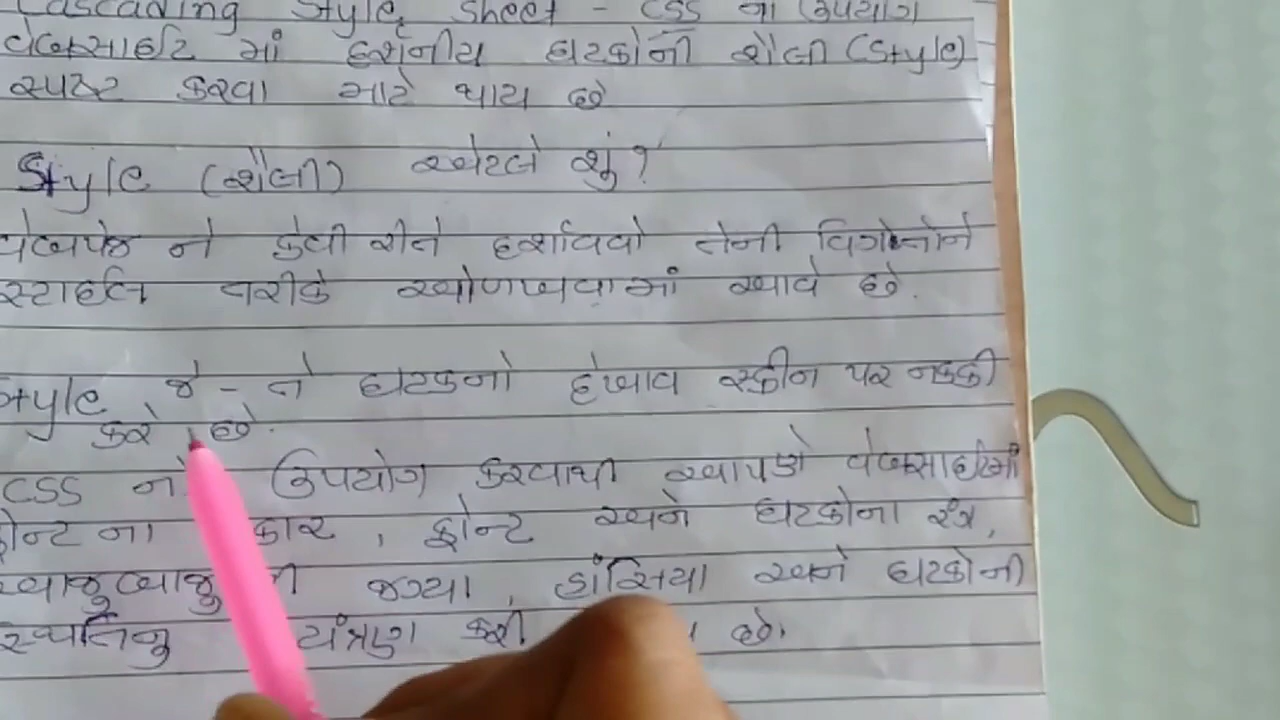 Cascading Style Sheet - CSS નો ઉપયોગ
વેબસાઈટ માં દર્શનીય ઘટકોની શૈલી (Style)
સ્પષ્ટ કરવા માટે થાય છે
Style (શૈલી) એટલે શું?
વેબપેજ ને કેવી રીતે દર્શાવવો તેની વિગતોને
સ્ટાઈલ તરીકે ઓળખવામાં આવે છે.
Style જે - તે ઘટકનો દેખાવ સ્ક્રીન પર નક્કી
કરે છે.
CSS નો ઉપયોગ કરવાથી આપણે વેબસાઈટમાં
ફોન્ટ ના કાર, ફોન્ટ અને ઘટકોના રંગ,
આજુબાજુ ની જગ્યા, હાંસિયા અને ઘટકોની
યંત્રણ કરી છે.